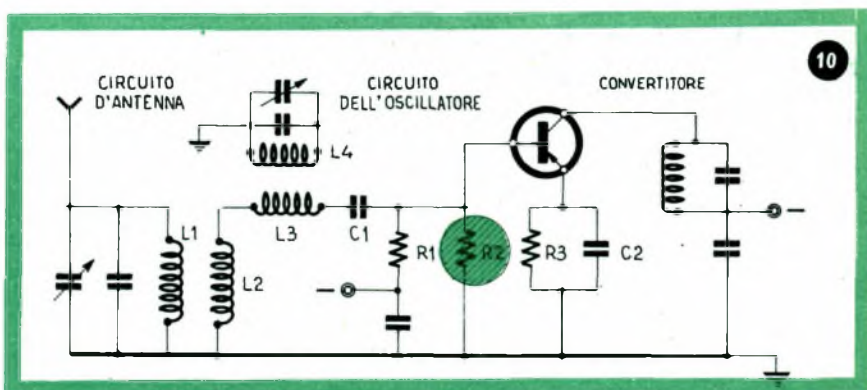 10
CIRCUITO
D'ANTENNA
CIRCUITO
DELL'OSCILLATORE
CONVERTITORE
L4
L3
C1
L1
L2
R1
R2
R3
C2